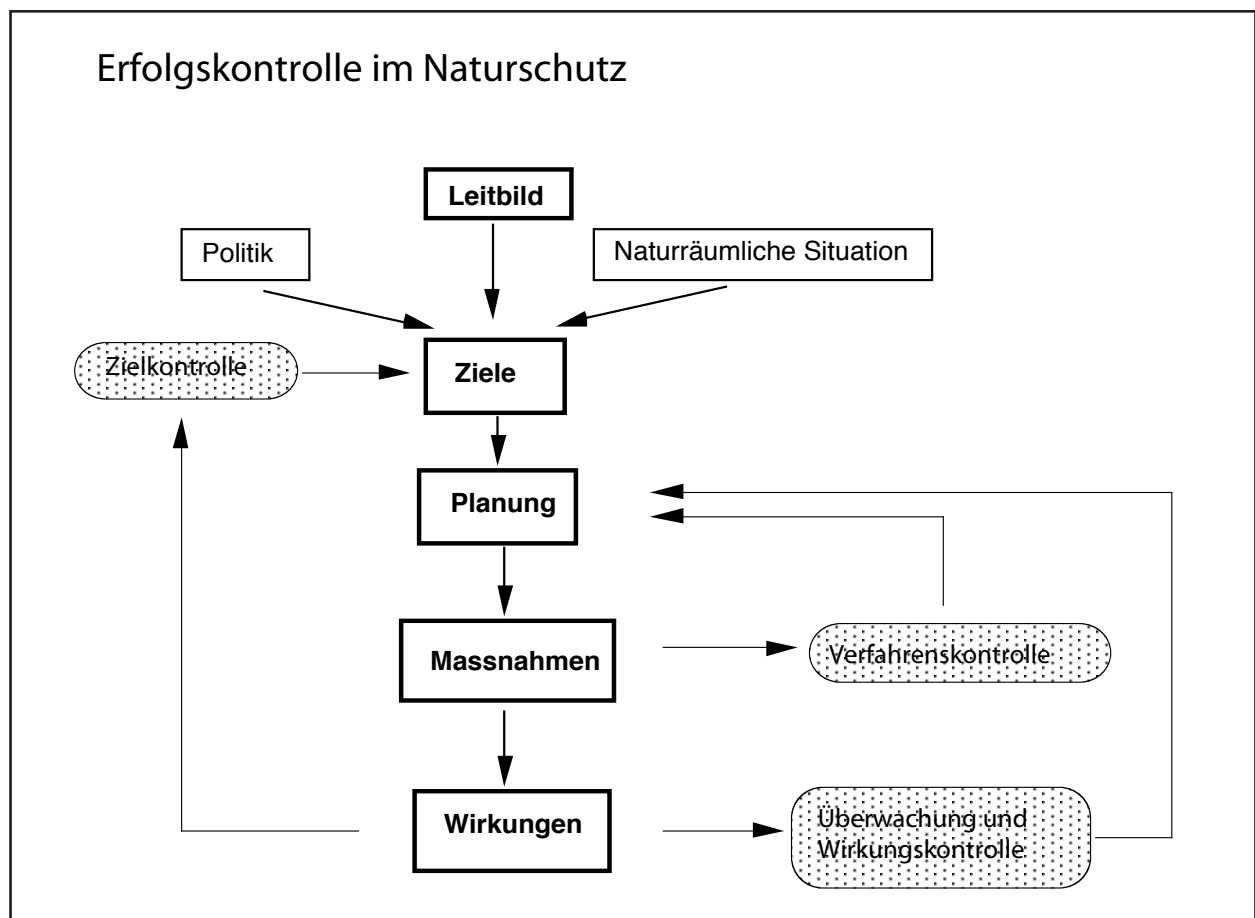 Erfolgskontrolle im Naturschutz
Leitbild
Politik
Naturräumliche Situation
Zielkontrolle
Ziele
Planung
Massnahmen
Verfahrenskontrolle
Wirkungen
Überwachung und
Wirkungskontrolle